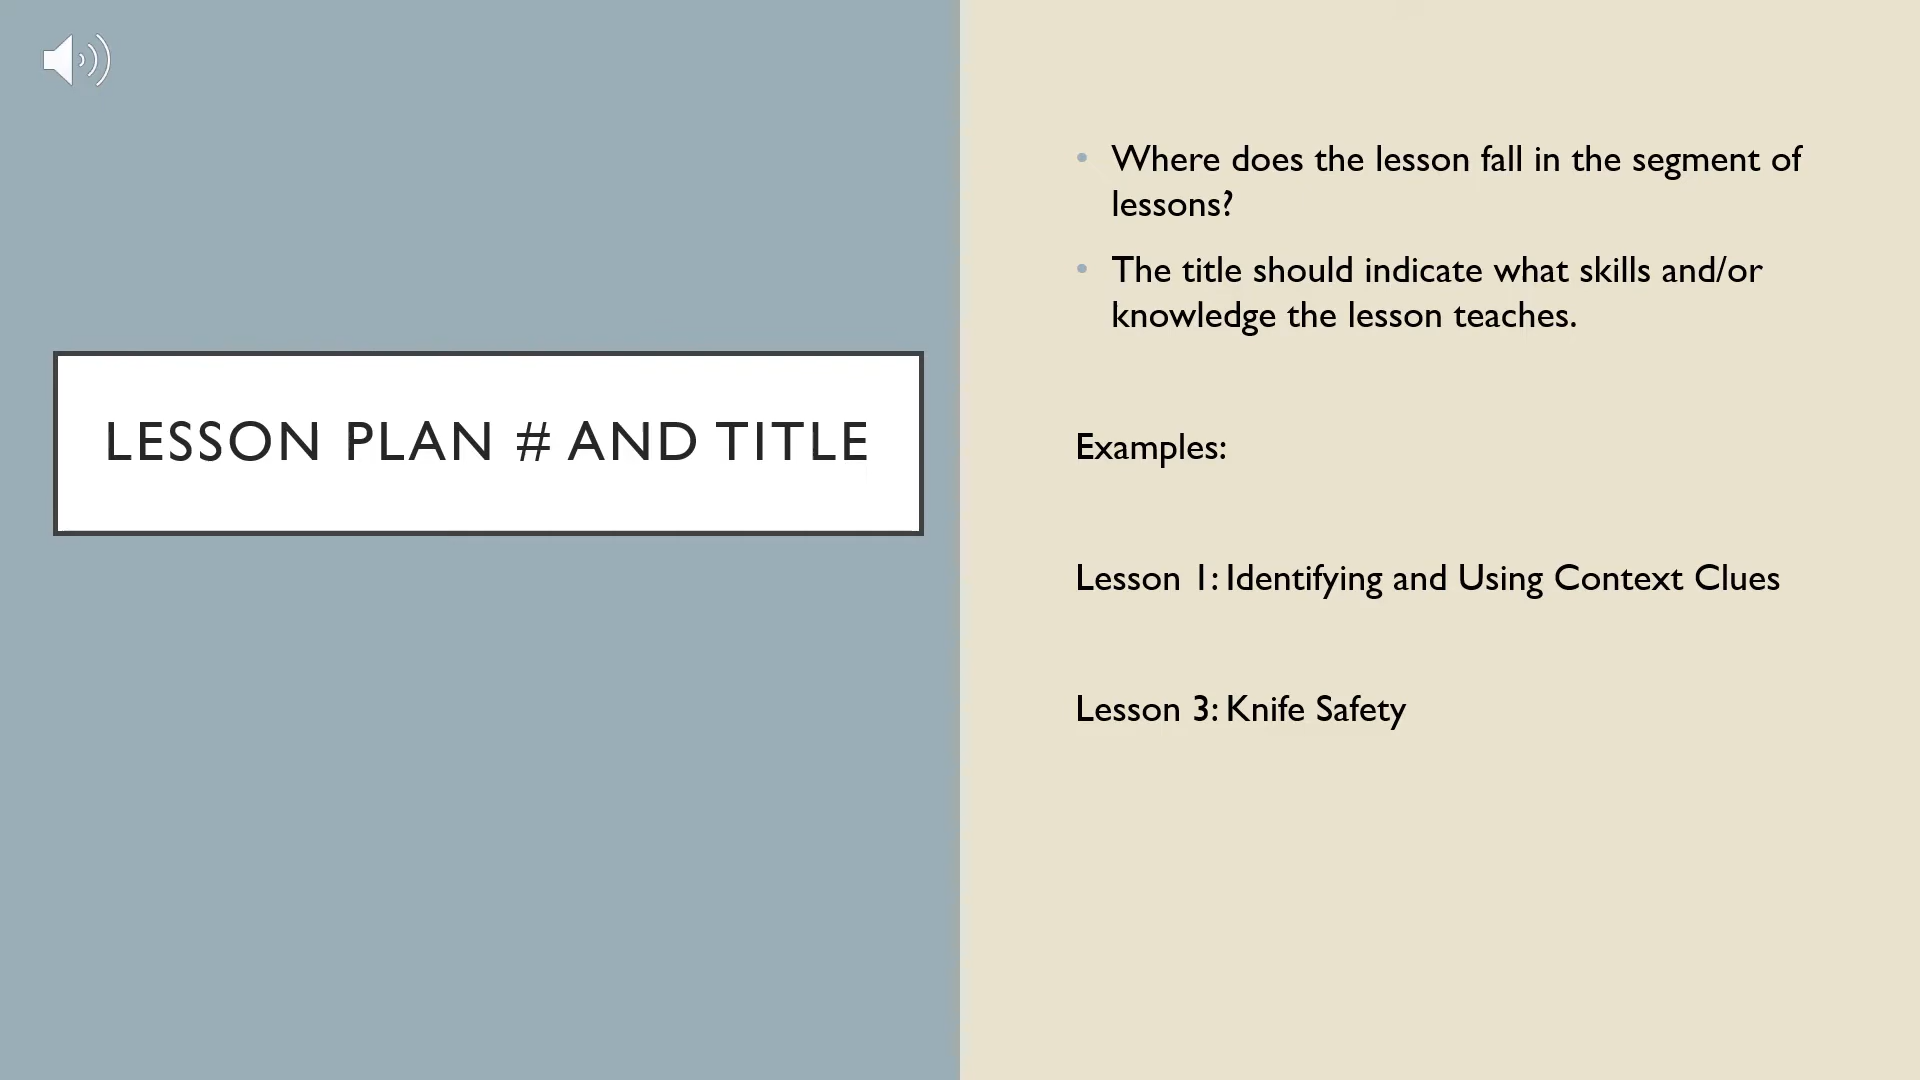 LESSON PLAN # AND TITLE
• Where does the lesson fall in the segment of
lessons?
• The title should indicate what skills and/or
knowledge the lesson teaches.
Examples:
Lesson 1: Identifying and Using Context Clues
Lesson 3: Knife Safety